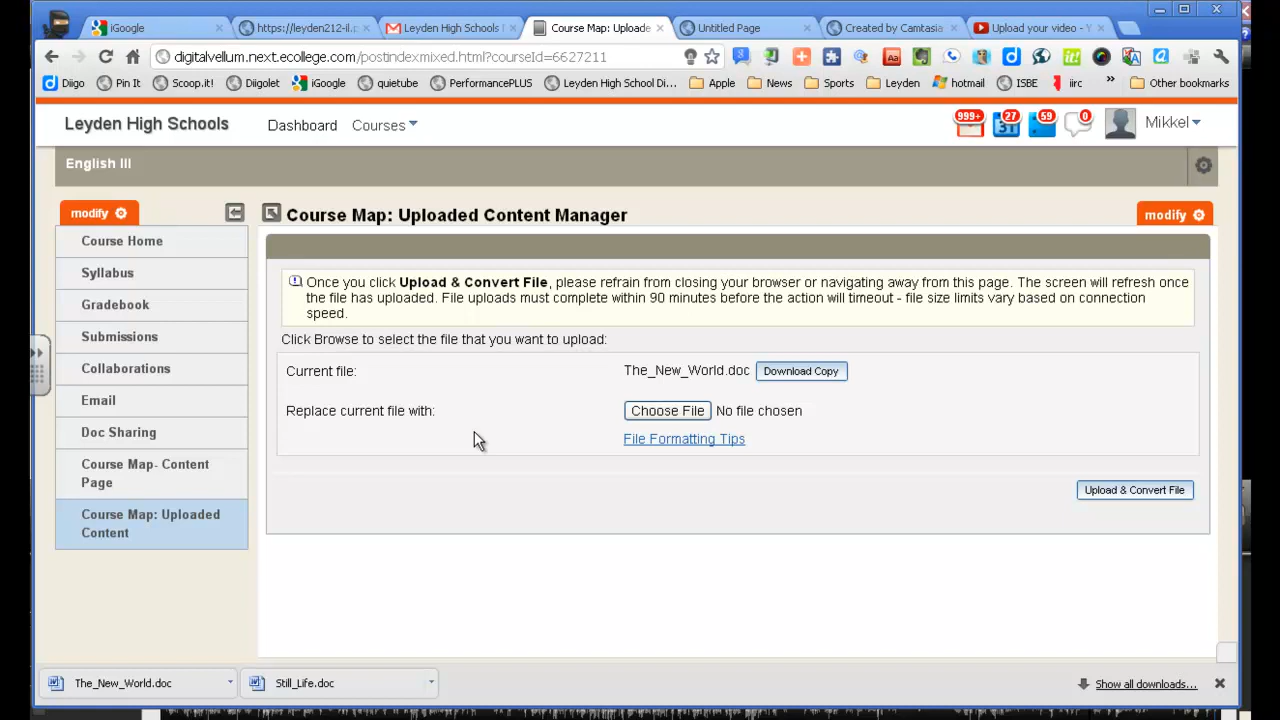 iGoogle
https://leyden212-il.p
Leyden High Schools
Course Map: Uploade
Untitled Page
Created by Camtasia
Upload your video - Y
digitalvellum.next.ecollege.com/pnstindexmixed.html?courseId=6627211
Diigo
Pin It
Scoop.it!
Diigolet
iGoogle
quietube
PerformancePLUS
Leyden High School Di...
Apple
News
Sports
Leyden
hotmail
ISBE
iirc
Other bookmarks
Leyden High Schools
Dashboard
Courses
999+
27
31
59
0
Mikkel
English III
modify
Course Map: Uploaded Content Manager
modify
Course Home
Syllabus
Gradebook
Submissions
Collaborations
Email
Doc Sharing
Course Map- Content
Page
Course Map: Uploaded
Content
Once you click Upload & Convert File, please refrain from closing your browser or navigating away from this page. The screen will refresh once
the file has uploaded. File uploads must complete within 90 minutes before the action will timeout - file size limits vary based on connection
speed.
Click Browse to select the file that you want to upload:
Current file:
The_New_World.doc
Download Copy
Replace current file with:
Choose File
No file chosen
File Formatting Tips
Upload & Convert File
The_New_World.doc
Still_Life.doc
Show all downloads...